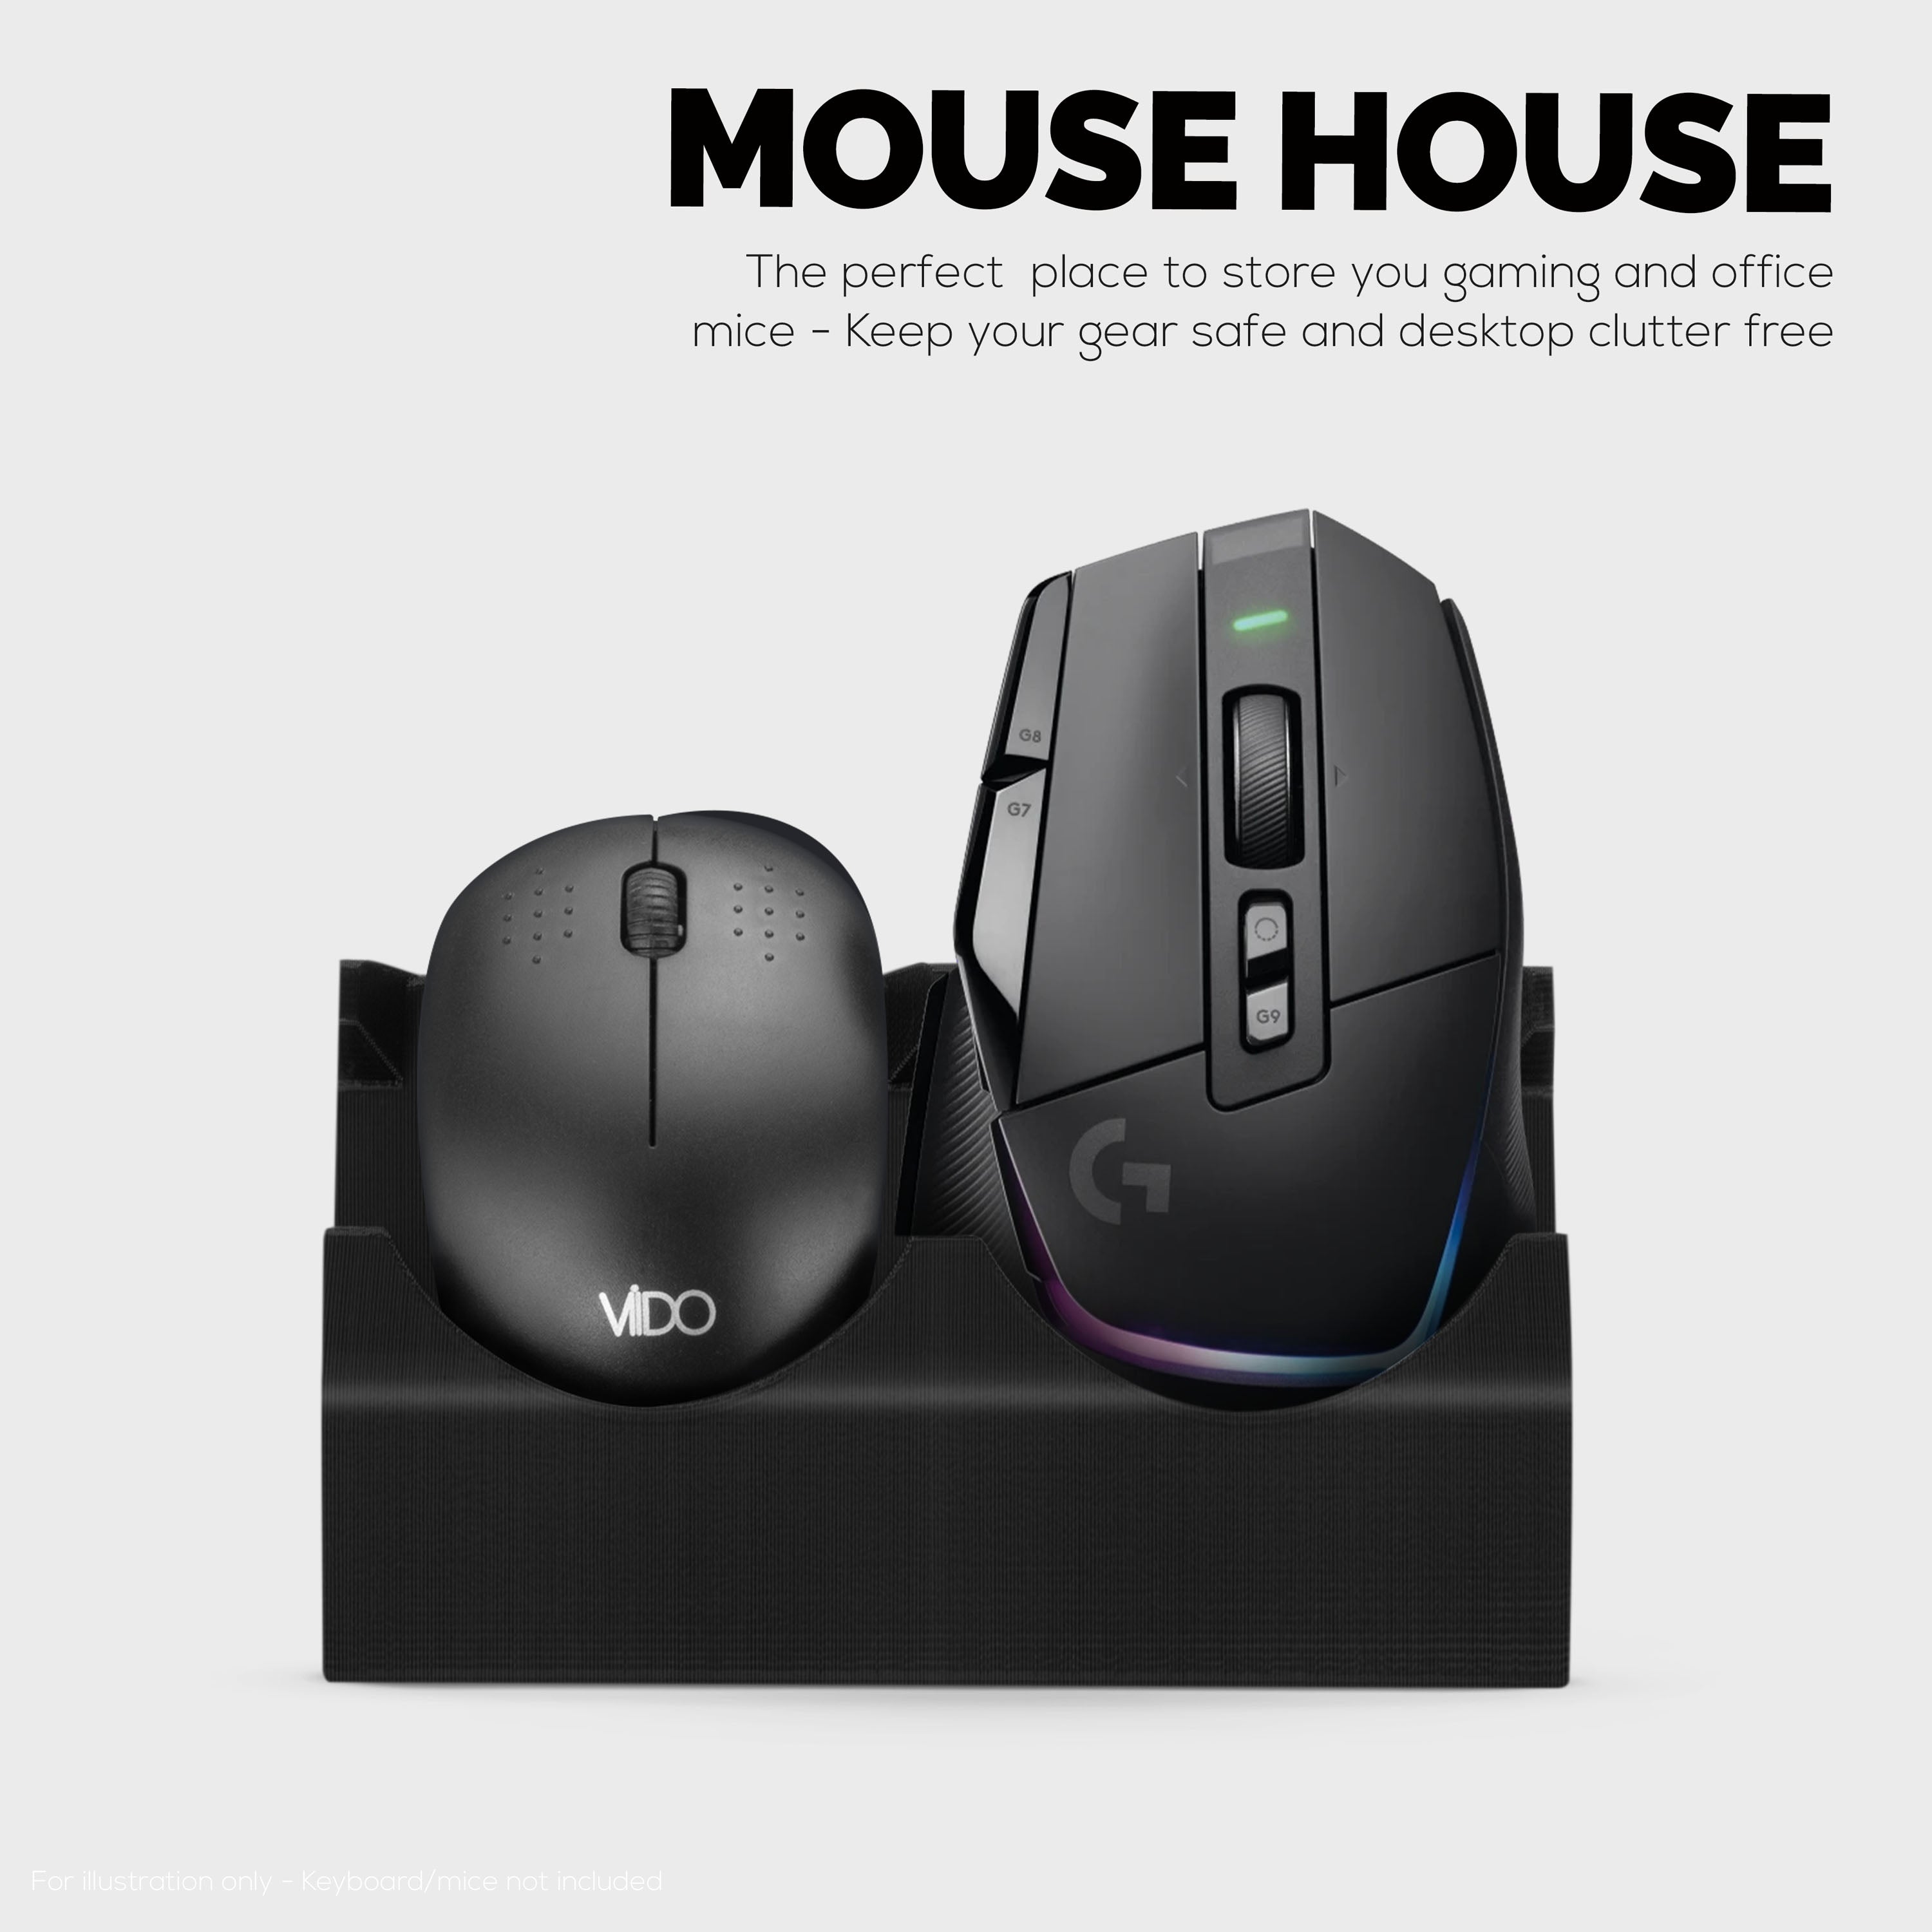 MOUSE HOUSE
The perfect  place to store you gaming and office
mice - Keep your gear safe and desktop clutter free
G8
G7
G9
G
ViiDO
For illustration only - Keyboard/mice not included